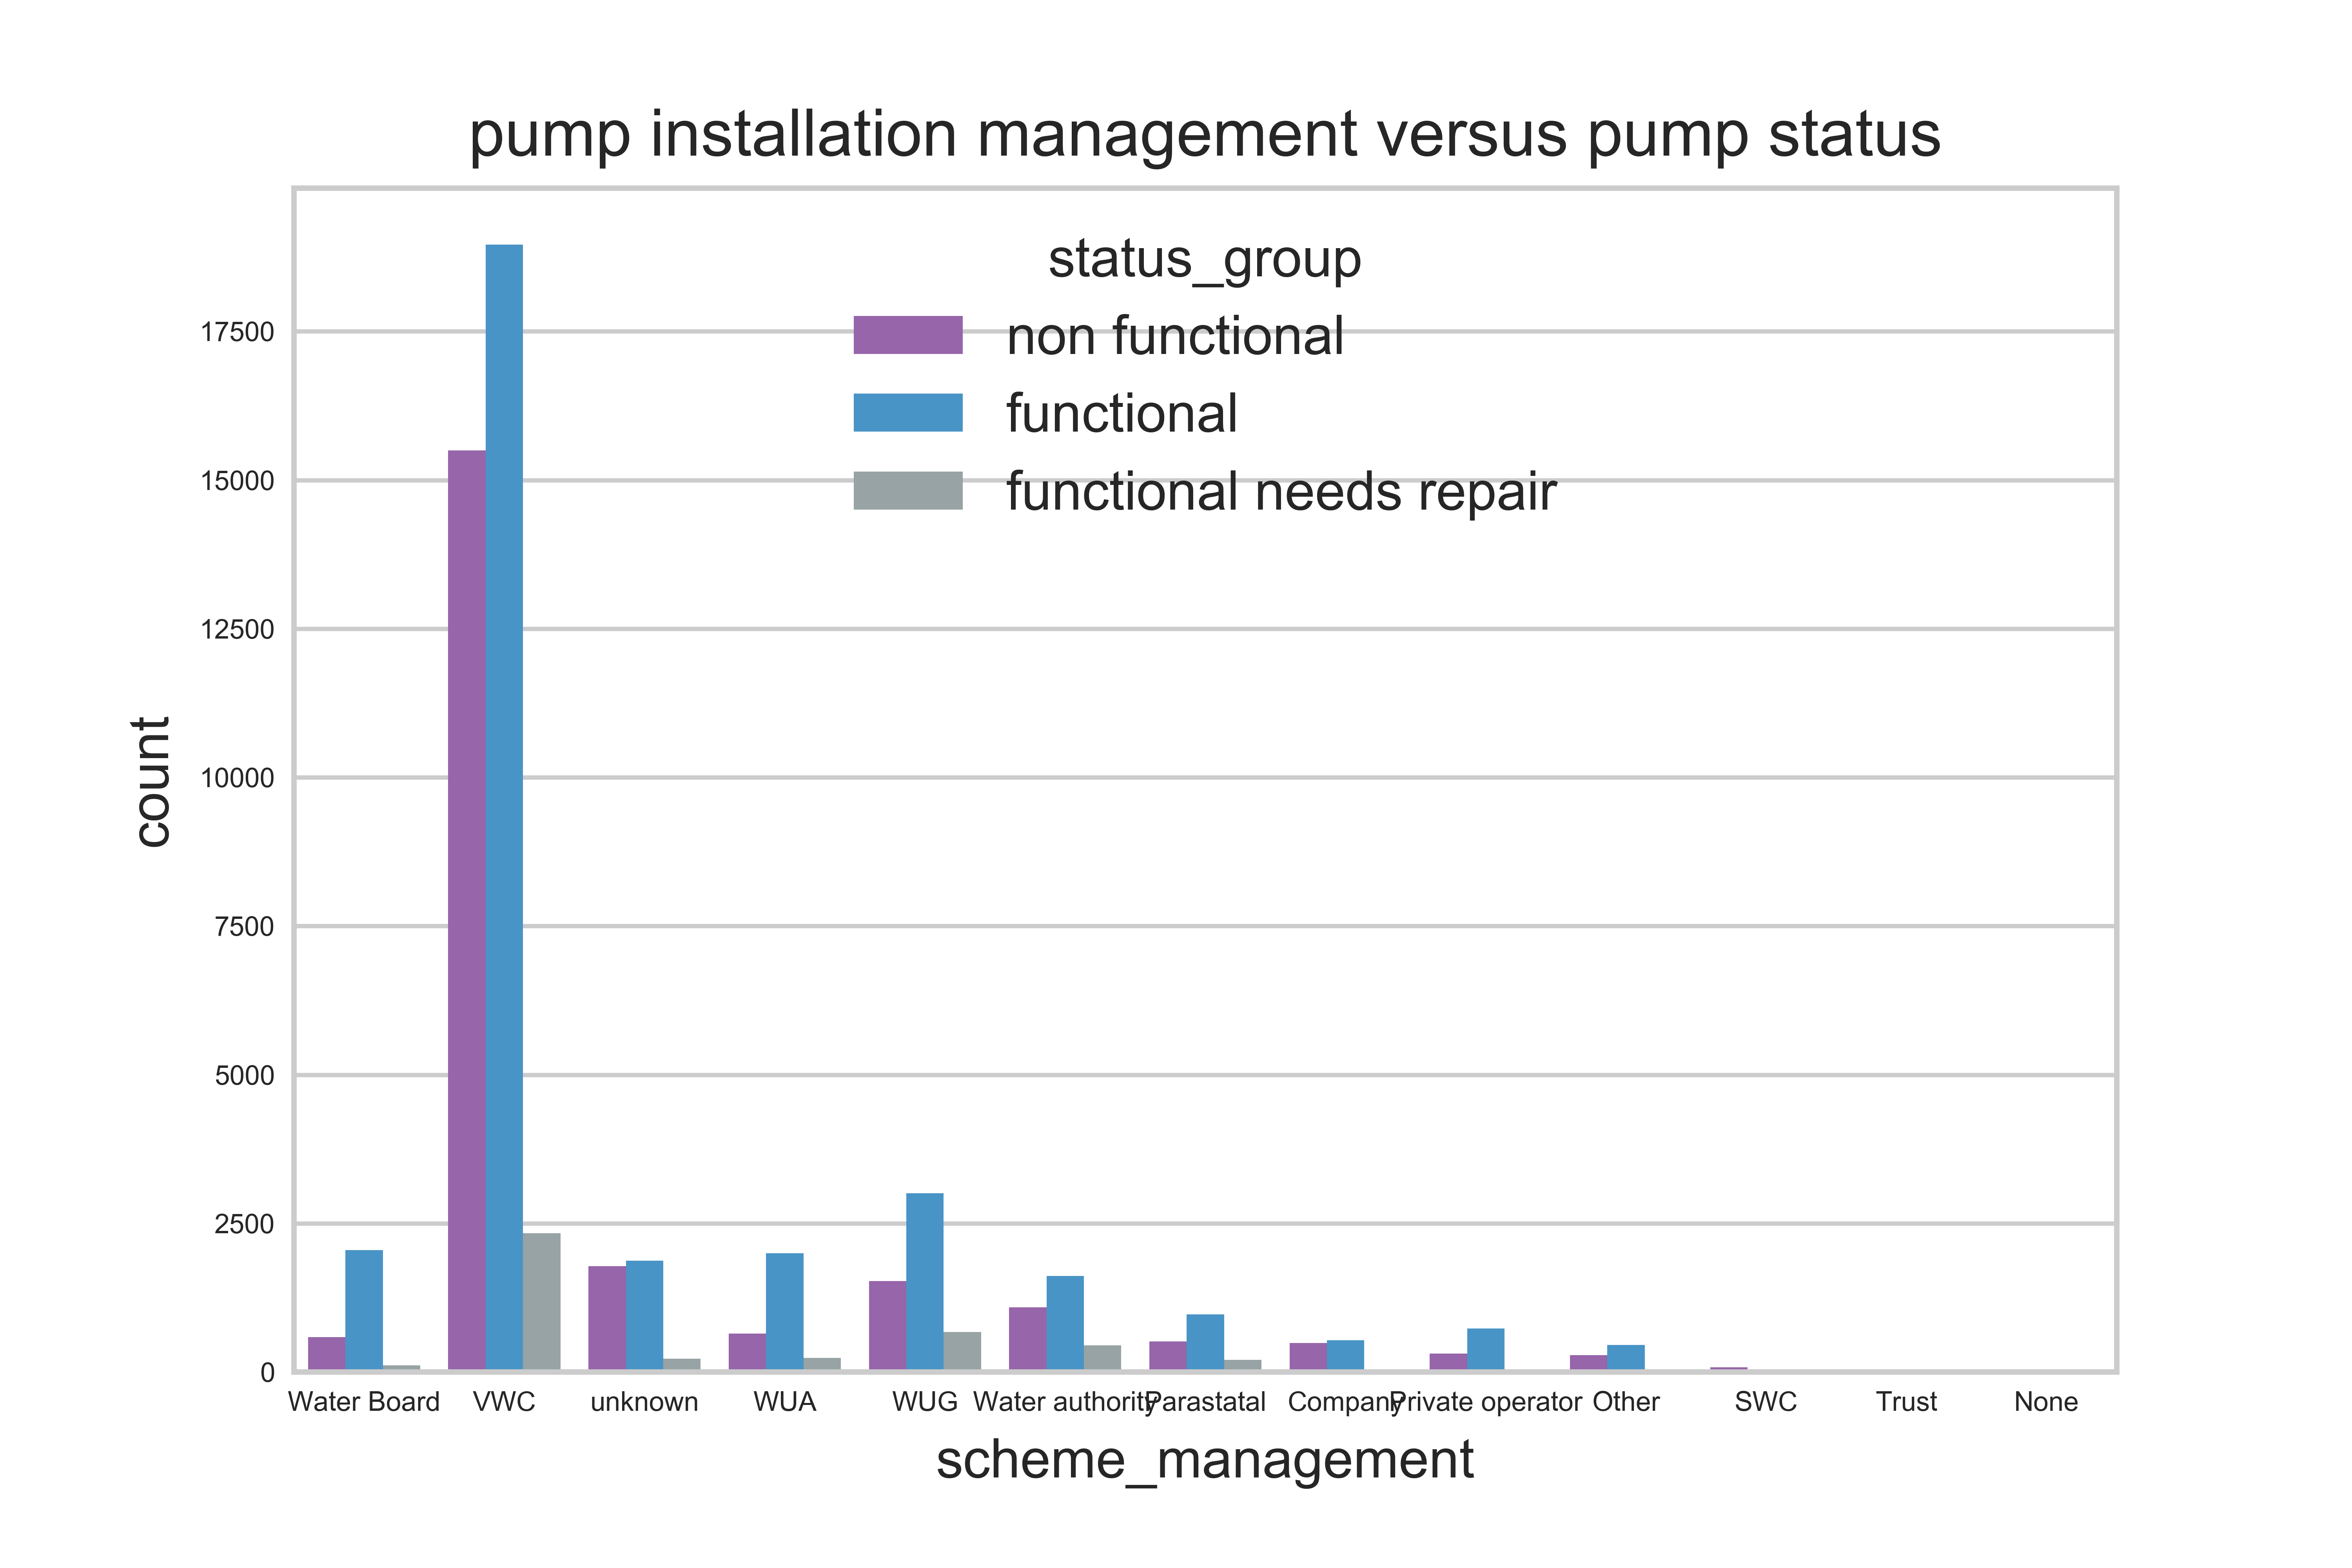 pump installation management versus pump status
status_group
non functional
functional
functional needs repair
17500
15000
12500
10000
7500
5000
2500
0
count
Water Board VWC unknown WUA WUG Water authority Parastatal Company Private operator Other SWC Trust None
scheme_management